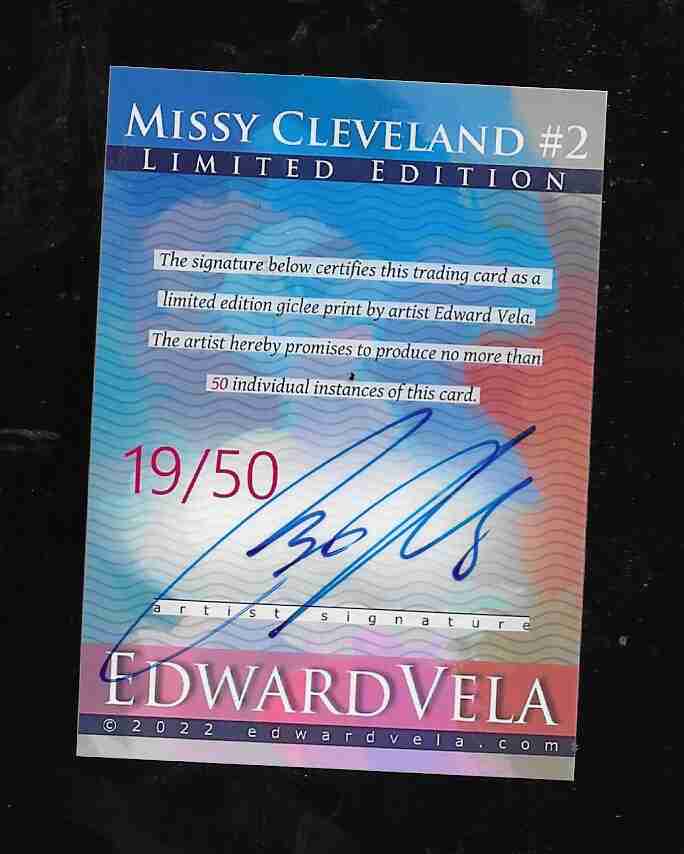 MISSY CLEVELAND #2
LIMITED EDITION
The signature below certifies this trading card as a
limited edition giclee print by artist Edward Vela.
The artist hereby promises to produce no more than
50 individual instances of this card.
19/50
artist signature
EDWARD VELA
© 2022 edwardvela.com